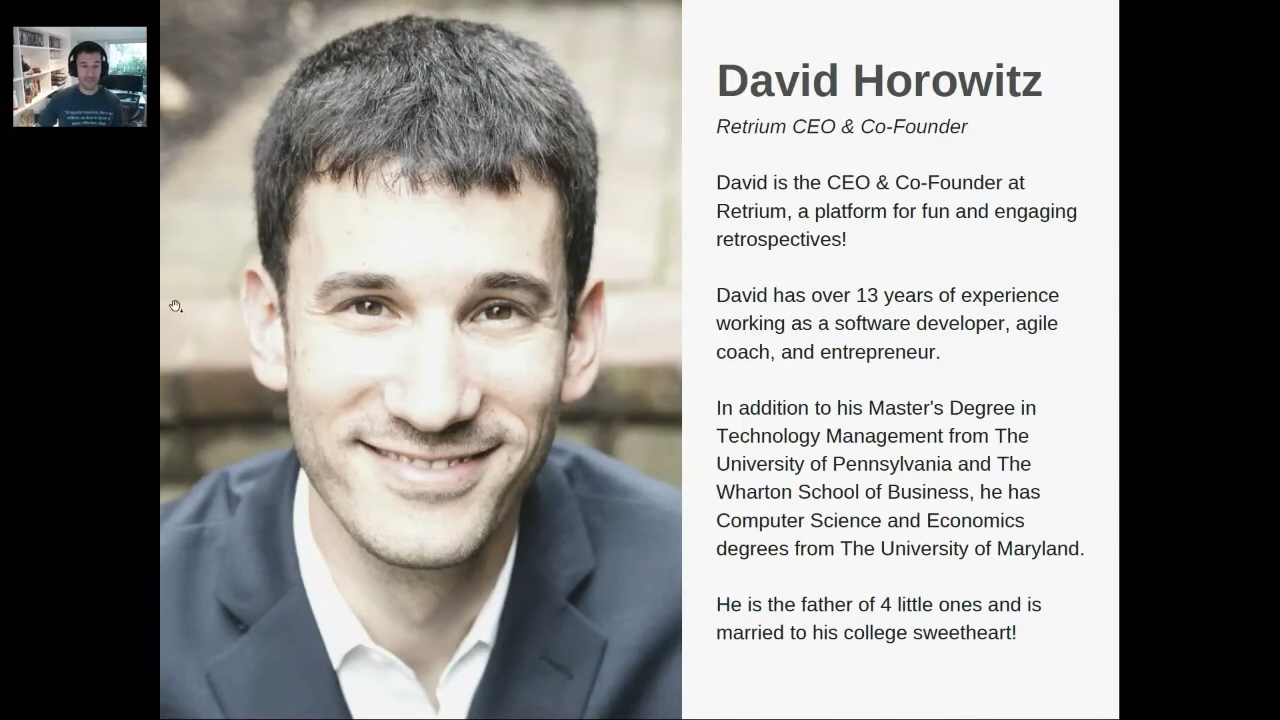 David Horowitz
Retrium CEO & Co-Founder
David is the CEO & Co-Founder at
Retrium, a platform for fun and engaging
retrospectives!
David has over 13 years of experience
working as a software developer, agile
coach, and entrepreneur.
In addition to his Master's Degree in
Technology Management from The
University of Pennsylvania and The
Wharton School of Business, he has
Computer Science and Economics
degrees from The University of Maryland.
He is the father of 4 little ones and is
married to his college sweetheart!